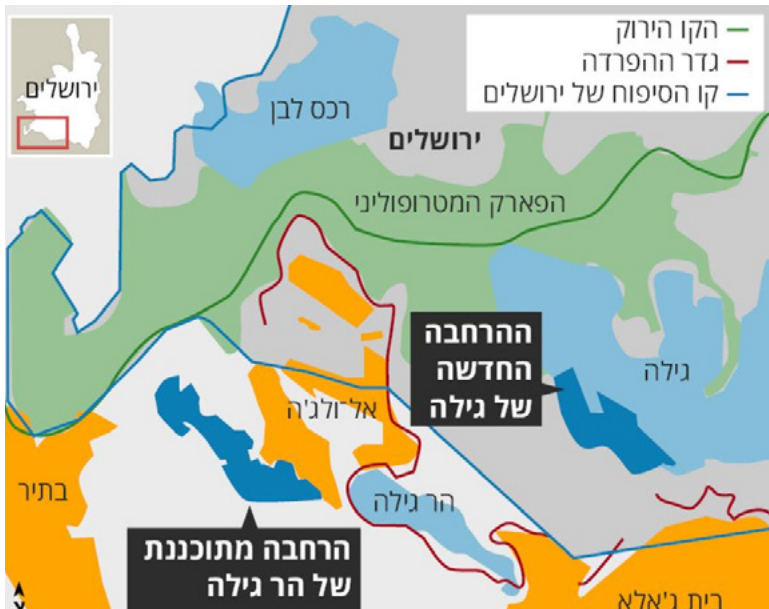 הקו הירוק
גדר ההפרדה
קו הסיפוח של ירושלים
ירושלים
רכס לבן
ירושלים
הפארק המטרופוליני
ההרחבה
החדשה
של גילה
גילה
אל־ולג'ה
בתיר
הר גילה
הרחבה מתוכננת
של הר גילה
בית ג'אלא